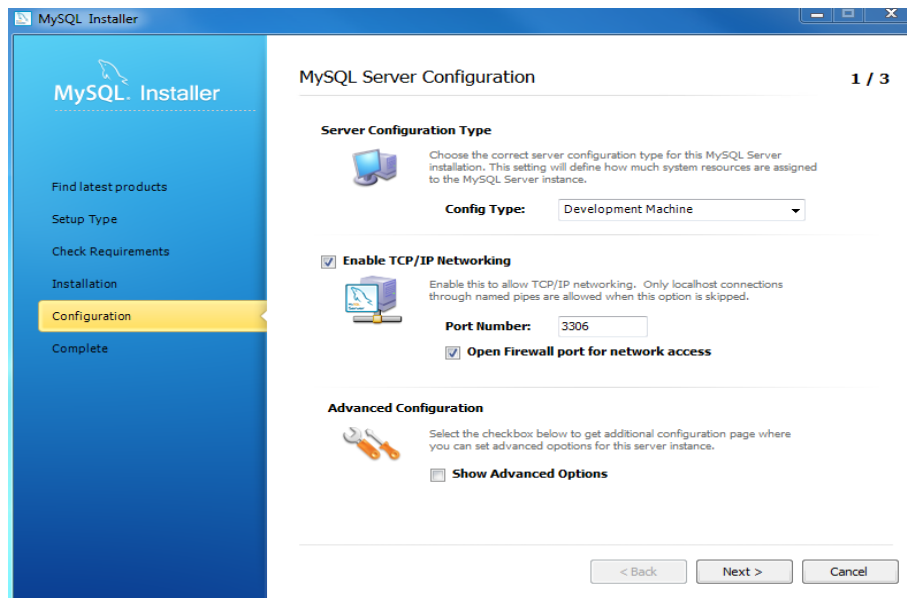 MySQL Installer
MySQL. Installer
Find latest products
Setup Type
Check Requirements
Installation
Configuration
Complete
MySQL Server Configuration
1 / 3
Server Configuration Type
Choose the correct server configuration type for this MySQL Server
installation. This setting will define how much system resources are assigned
to the MySQL Server instance.
Config Type:
Development Machine
Enable TCP/IP Networking
Enable this to allow TCP/IP networking. Only localhost connections
through named pipes are allowed when this option is skipped.
Port Number:
3306
Open Firewall port for network access
Advanced Configuration
Select the checkbox below to get additional configuration page where
you can set advanced opotions for this server instance.
Show Advanced Options
< Back
Next >
Cancel